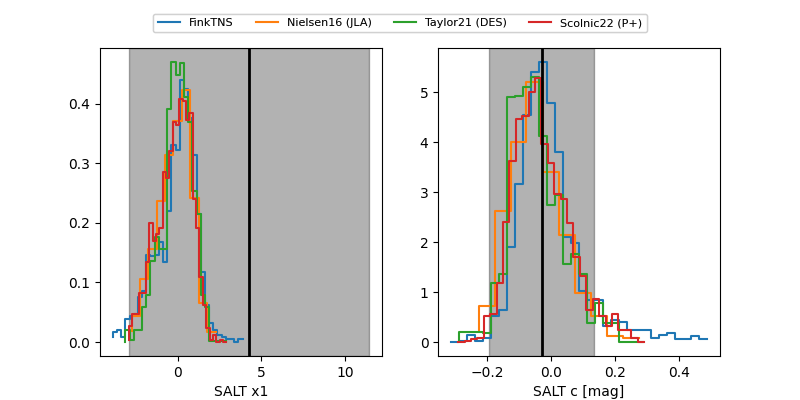 FinkTNS Nielsen16 (JLA) Taylor21 (DES) Scolnic22 (P+)
0.4
0.3
0.2
0.1
0.0
0 5 10
SALT x1
5
4
3
2
1
0
−0.2 0.0 0.2 0.4
SALT c [mag]